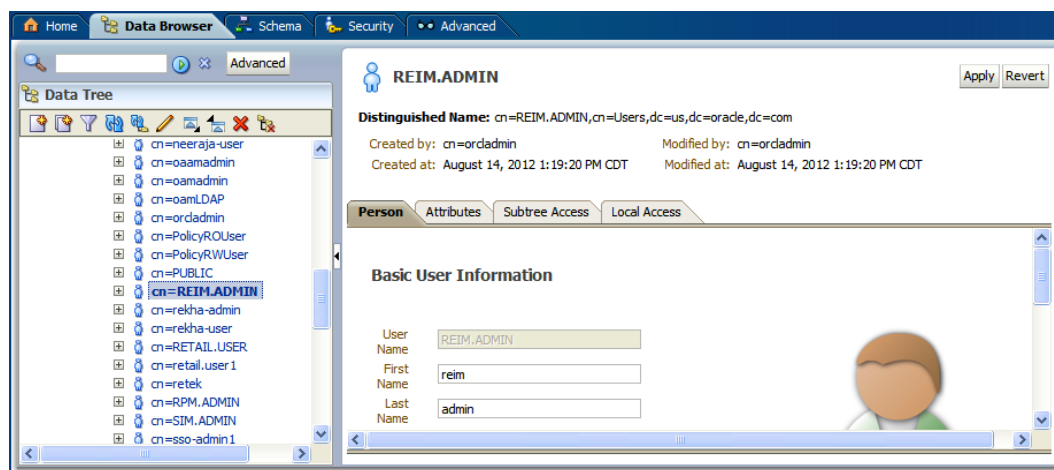 Home Data Browser Schema Security Advanced
Advanced
Data Tree
cn=neeraja-user
cn=oaamadmin
cn=oamadmin
cn=oamLDAP
cn=orcladmin
cn=PolicyROUser
cn=PolicyRWUser
cn=PUBLIC
cn=REIM.ADMIN
cn=rekha-admin
cn=rekha-user
cn=RETAIL.USER
cn=retail.user1
cn=retek
cn=RPM.ADMIN
cn=SIM.ADMIN
cn=sso-admin1
REIM.ADMIN
Apply Revert
Distinguished Name: cn=REIM.ADMIN,cn=Users,dc=us,dc=oracle,dc=com
Created by: cn=orcladmin Modified by: cn=orcladmin
Created at: August 14, 2012 1:19:20 PM CDT Modified at: August 14, 2012 1:19:20 PM CDT
Person Attributes Subtree Access Local Access
Basic User Information
User
Name
REIM.ADMIN
First
Name
reim
Last
Name
admin